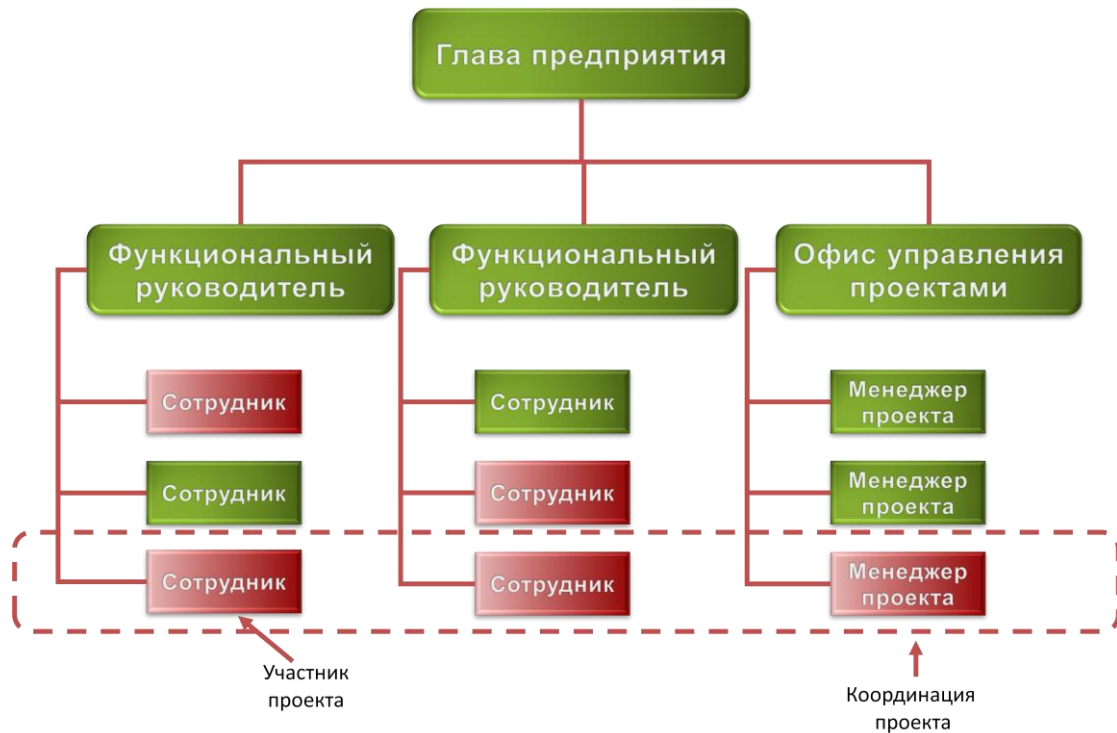 Глава предприятия
Функциональный
руководитель
Функциональный
руководитель
Офис управления
проектами
Сотрудник
Сотрудник
Менеджер
проекта
Сотрудник
Сотрудник
Менеджер
проекта
Сотрудник
Сотрудник
Менеджер
проекта
Участник
проекта
Координация
проекта